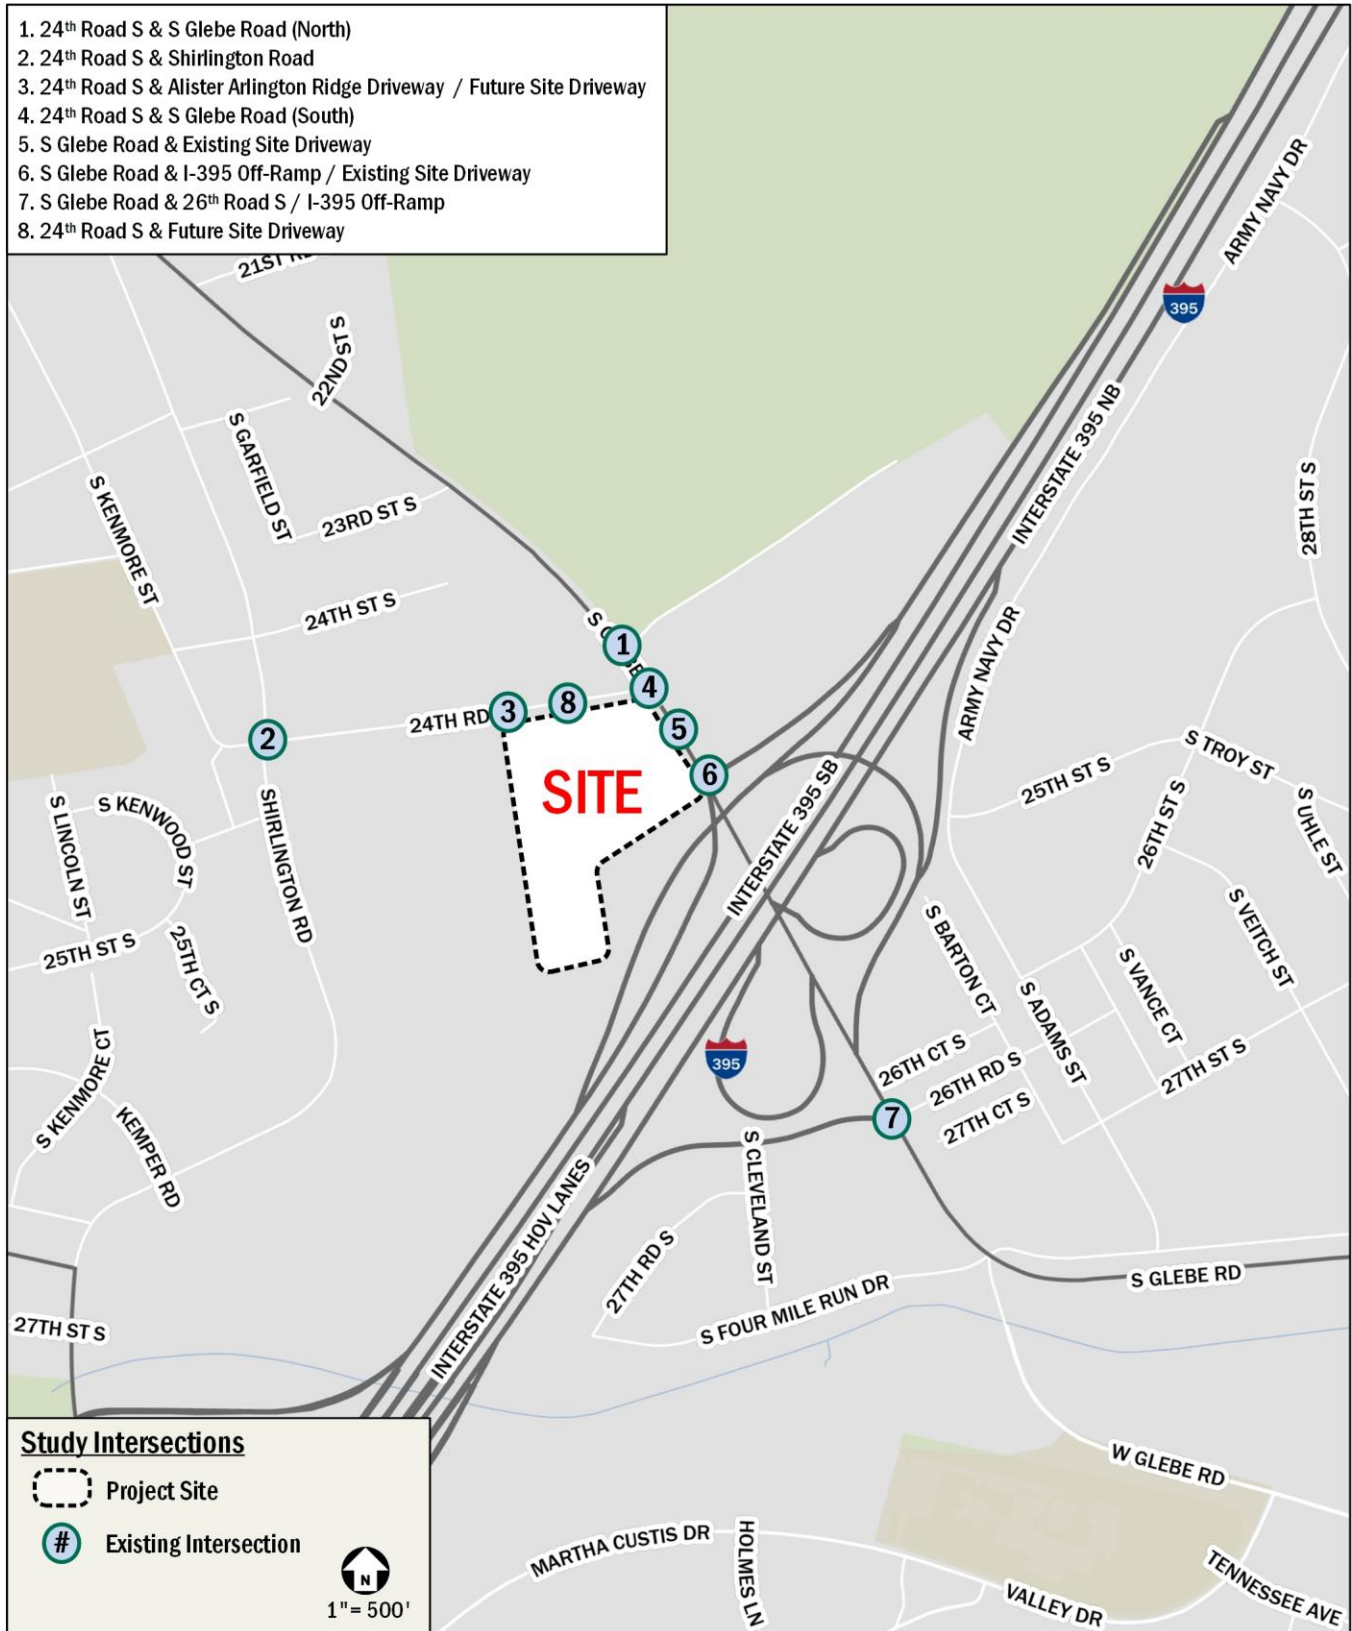 1. 24th Road S & S Glebe Road (North)
2. 24th Road S & Shirlington Road
3. 24th Road S & Alister Arlington Ridge Driveway / Future Site Driveway
4. 24th Road S & S Glebe Road (South)
5. S Glebe Road & Existing Site Driveway
6. S Glebe Road & I-395 Off-Ramp / Existing Site Driveway
7. S Glebe Road & 26th Road S / I-395 Off-Ramp
8. 24th Road S & Future Site Driveway
ARMY NAVY DR
21ST
395
22ND ST S
INTERSTATE 395 NB
S GARFIELD ST
S KENMORE ST
23RD ST S
28TH ST S
24TH ST S
ARMY NAVY DR
1
4
8
3
24TH RD
5
2
6
SITE
INTERSTATE 395 SB
S TROY ST
25TH ST S
26TH ST S
S UHLE ST
S LINCOLN ST
S KENWOOD ST
SHIRLINGTON RD
S VEITCH ST
S BARTON CT
25TH ST S
25TH CT S
S VANCE CT
S ADAMS ST
395
26TH CT S
26TH RD S
27TH ST S
27TH CT S
7
S KENMORE CT
KEMPER RD
S CLEVELAND ST
INTERSTATE 395 HOV LANES
27TH RD S
S GLEBE RD
S FOUR MILE RUN DR
27TH ST S
W GLEBE RD
MARTHA CUSTIS DR
HOLMES LN
VALLEY DR
TENNESSEE AVE
Study Intersections
Project Site
# Existing Intersection
N
1"= 500'